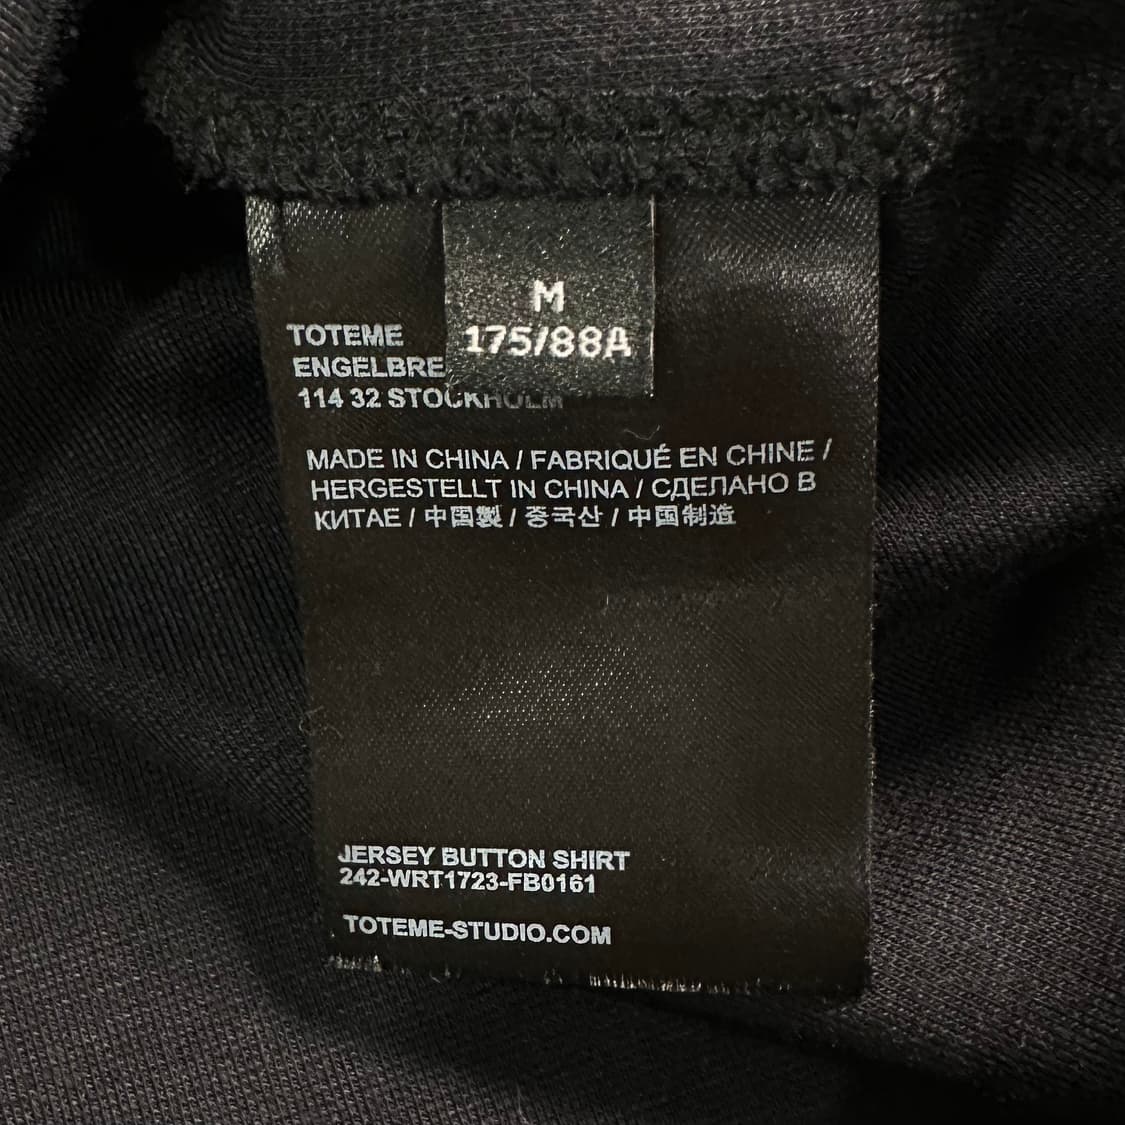 M
175/88A
TOTEME
ENGELBRE
114 32 STOCKHOLM
MADE IN CHINA / FABRIQUÉ EN CHINE /
HERGESTELLT IN CHINA / СДЕЛАНО В
КИТАЕ / 中国製 / 중국산 / 中国制造
JERSEY BUTTON SHIRT
242-WRT1723-FB0161
TOTEME-STUDIO.COM